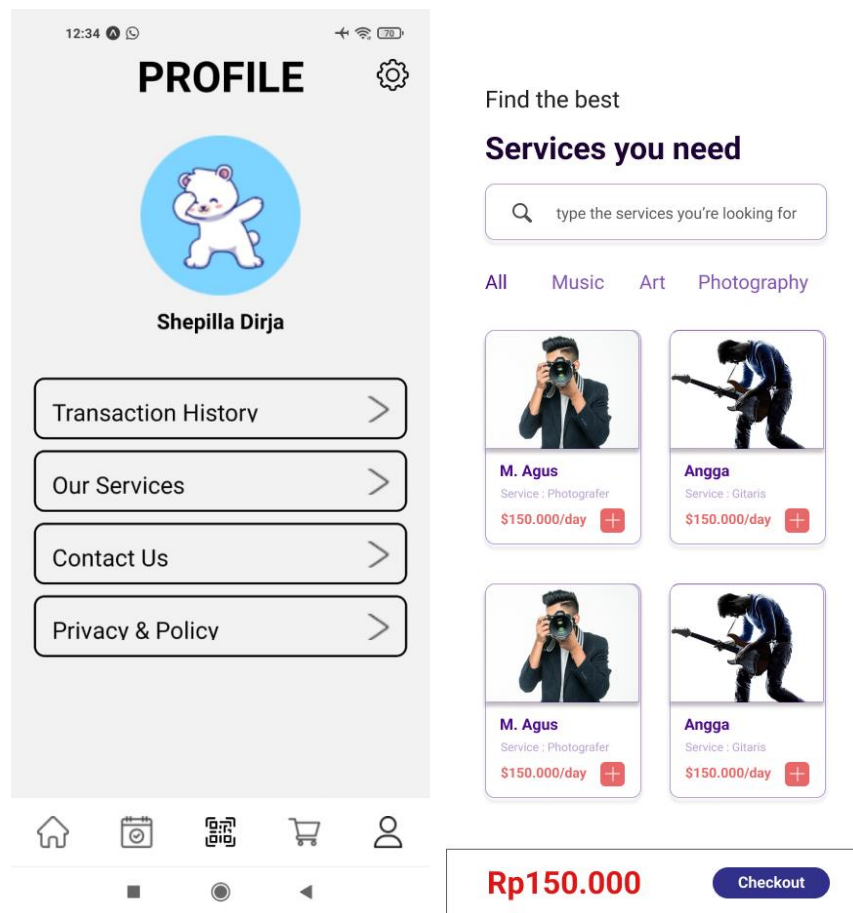 12:34
70
PROFILE
Shepilla Dirja
Transaction History
Our Services
Contact Us
Privacy & Policy
Find the best
Services you need
type the services you're looking for
All Music Art Photography
M. Agus
Service : Photografer
$150.000/day
Angga
Service : Gitaris
$150.000/day
M. Agus
Service : Photografer
$150.000/day
Angga
Service : Gitaris
$150.000/day
Rp150.000
Checkout